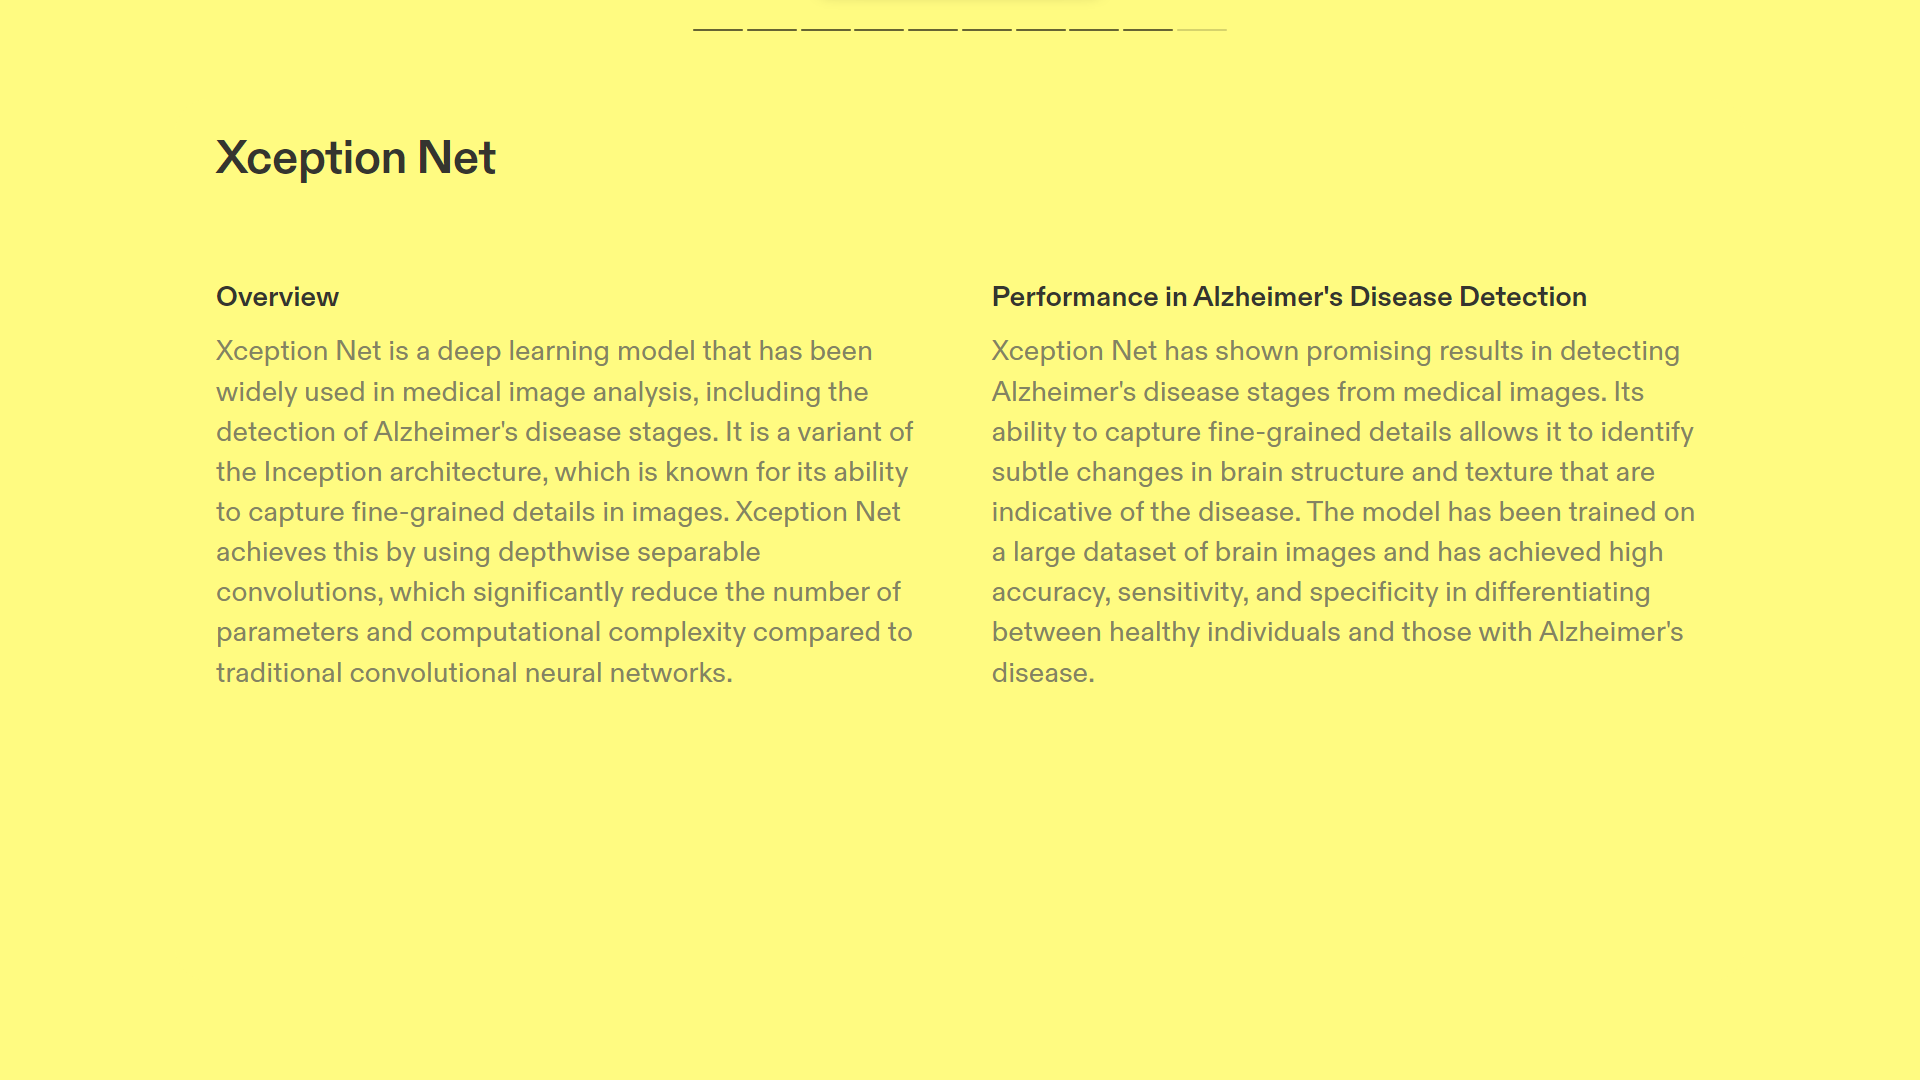 Xception Net
Overview
Xception Net is a deep learning model that has been
widely used in medical image analysis, including the
detection of Alzheimer's disease stages. It is a variant of
the Inception architecture, which is known for its ability
to capture fine-grained details in images. Xception Net
achieves this by using depthwise separable
convolutions, which significantly reduce the number of
parameters and computational complexity compared to
traditional convolutional neural networks.
Performance in Alzheimer's Disease Detection
Xception Net has shown promising results in detecting
Alzheimer's disease stages from medical images. Its
ability to capture fine-grained details allows it to identify
subtle changes in brain structure and texture that are
indicative of the disease. The model has been trained on
a large dataset of brain images and has achieved high
accuracy, sensitivity, and specificity in differentiating
between healthy individuals and those with Alzheimer's
disease.